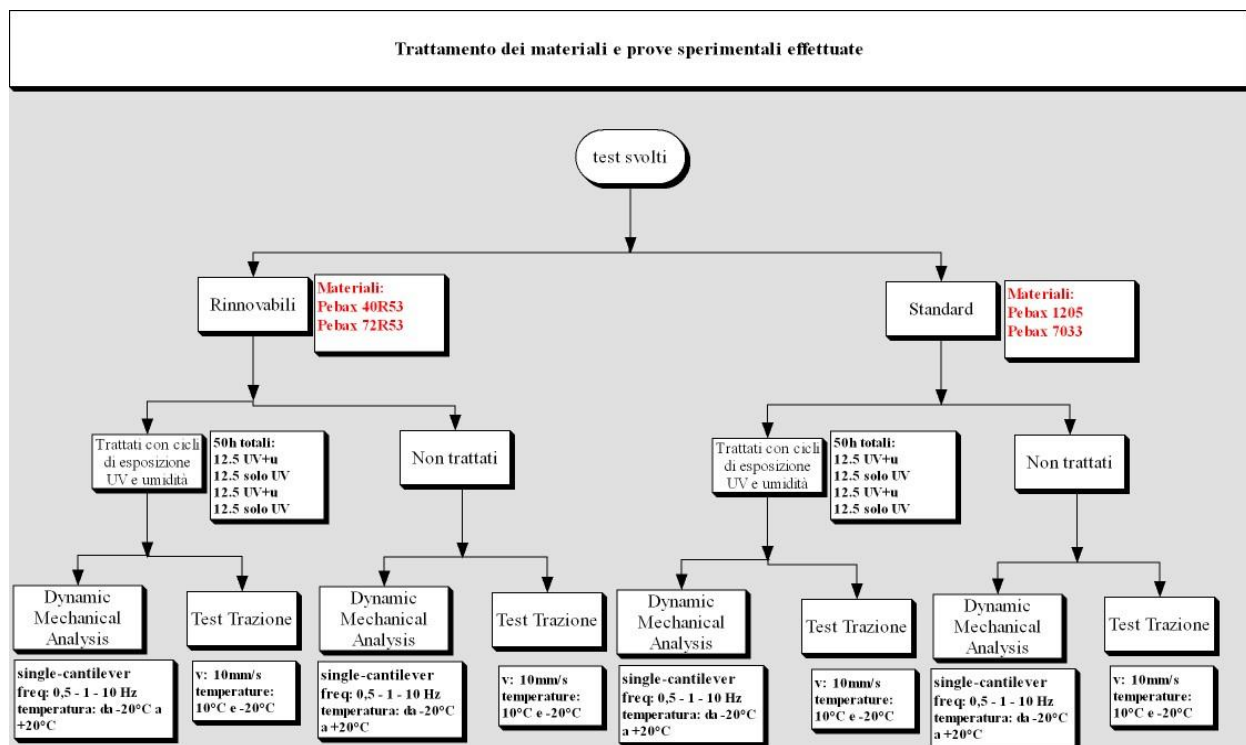 Trattamento dei materiali e prove sperimentali effettuate
test svolti
Rinnovabili
Materiali:
Pebax 40R53
Pebax 72R53
Standard
Materiali:
Pebax 1205
Pebax 7033
Trattati con cicli
di esposizione
UV e umidità
50h totali:
12.5 UV+u
12.5 solo UV
12.5 UV+u
12.5 solo UV
Non trattati
Trattati con cicli
di esposizione
UV e umidità
50h totali:
12.5 UV+u
12.5 solo UV
12.5 UV+u
12.5 solo UV
Non trattati
Dynamic
Mechanical
Analysis
Test Trazione
Dynamic
Mechanical
Analysis
Test Trazione
Dynamic
Mechanical
Analysis
Test Trazione
Dynamic
Mechanical
Analysis
Test Trazione
single-cantilever
freq: 0,5 - 1 - 10 Hz
temperatura: da -20°C a
+20°C
v: 10mm/s
temperature:
10°C e -20°C
single-cantilever
freq: 0,5 - 1 - 10 Hz
temperatura: da -20°C
a +20°C
v: 10mm/s
temperature:
10°C e -20°C
single-cantilever
freq: 0,5 - 1 - 10 Hz
temperatura: da -20°C
a +20°C
v: 10mm/s
temperature:
10°C e -20°C
single-cantilever
freq: 0,5 - 1 - 10 Hz
temperatura: da -20°C
a +20°C
v: 10mm/s
temperature:
10°C e -20°C